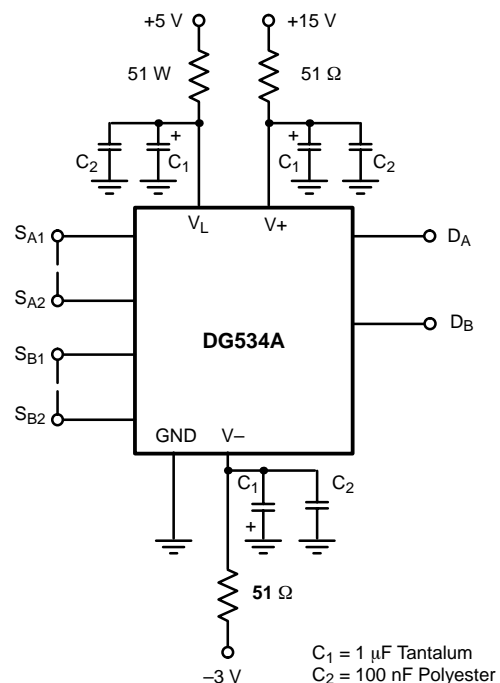 +5 V
+15 V
51 W
51 Ω
+
+
C2
C1
C1
C2
VL
V+
SA1
DA
SA2
DB
DG534A
SB1
SB2
GND
V–
C1
C2
+
51 Ω
–3 V
C1 = 1 µF Tantalum
C2 = 100 nF Polyester